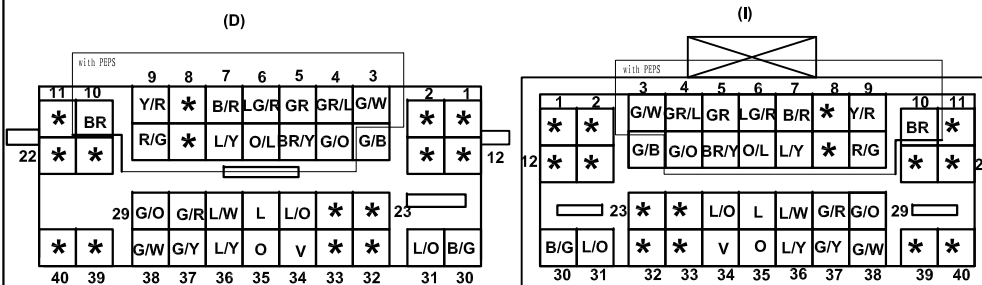 (D)
with PEPS
11 10 9 8 7 6 5 4 3 2 1
* BR Y/R * B/R LG/R GR GR/L G/W * *
22 * * R/G * L/Y O/L BR/Y G/O G/B * * 12
29 G/O G/R L/W L L/O * * 23
* * G/W G/Y L/Y O V * * L/O B/G
40 39 38 37 36 35 34 33 32 31 30
(I)
with PEPS
1 2 3 4 5 6 7 8 9 10 11
* * G/W GR/L GR LG/R B/R * Y/R BR *
12 * * G/B G/O BR/Y O/L L/Y * R/G * * 2
23 * * L/O L L/W G/R G/O 29
B/G L/O * * V O L/Y G/Y G/W * *
30 31 32 33 34 35 36 37 38 39 40